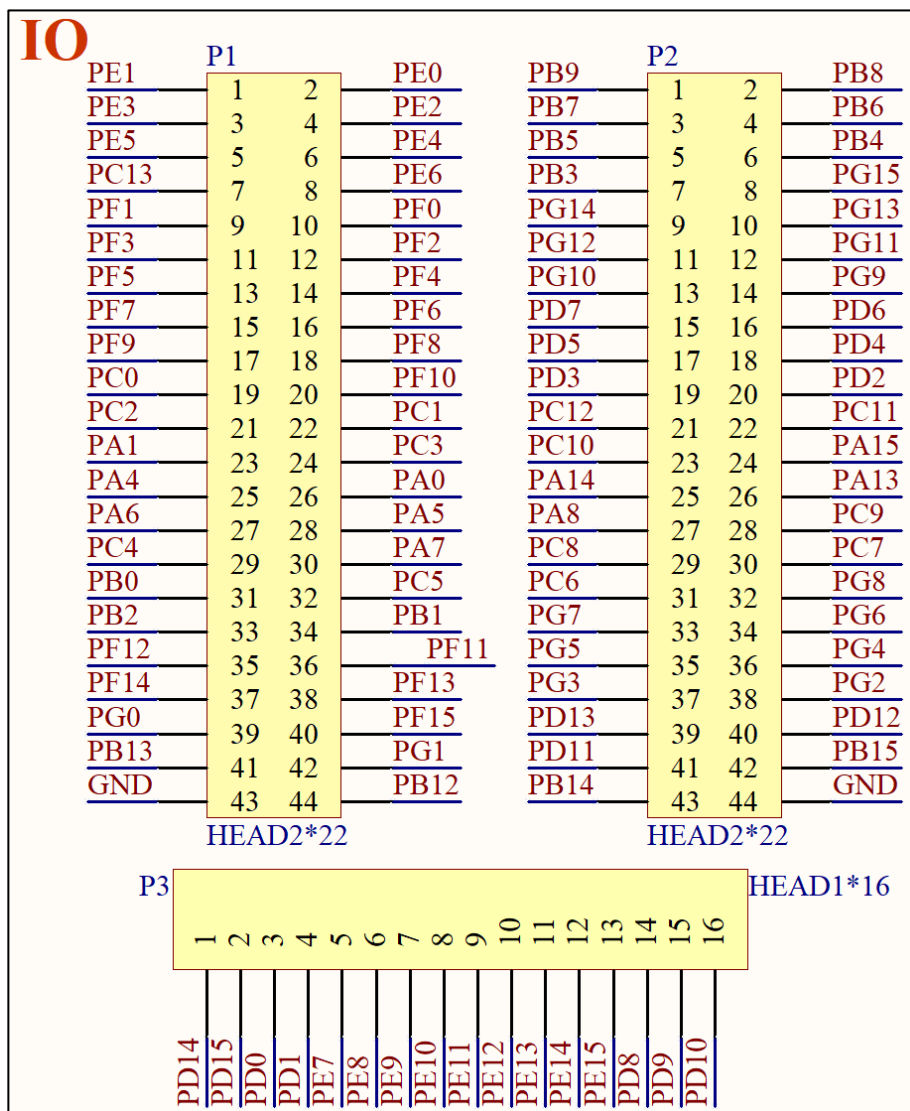 IO
P1 P2
PE1 1 2 PE0 PB9 1 2 PB8
PE3 3 4 PE2 PB7 3 4 PB6
PE5 5 6 PE4 PB5 5 6 PB4
PC13 7 8 PE6 PB3 7 8 PG15
PF1 9 10 PF0 PG14 9 10 PG13
PF3 11 12 PF2 PG12 11 12 PG11
PF5 13 14 PF4 PG10 13 14 PG9
PF7 15 16 PF6 PD7 15 16 PD6
PF9 17 18 PF8 PD5 17 18 PD4
PC0 19 20 PF10 PD3 19 20 PD2
PC2 21 22 PC1 PC12 21 22 PC11
PA1 23 24 PC3 PC10 23 24 PA15
PA4 25 26 PA0 PA14 25 26 PA13
PA6 27 28 PA5 PA8 27 28 PC9
PC4 29 30 PA7 PC8 29 30 PC7
PB0 31 32 PC5 PC6 31 32 PG8
PB2 33 34 PB1 PG7 33 34 PG6
PF12 35 36 PF11 PG5 35 36 PG4
PF14 37 38 PF13 PG3 37 38 PG2
PG0 39 40 PF15 PD13 39 40 PD12
PB13 41 42 PG1 PD11 41 42 PB15
GND 43 44 PB12 PB14 43 44 GND
HEAD2*22 HEAD2*22
P3 HEAD1*16
1 2 3 4 5 6 7 8 9 10 11 12 13 14 15 16
PD14 PD15 PD0 PD1 PE7 PE8 PE9 PE10 PE11 PE12 PE13 PE14 PE15 PD8 PD9 PD10